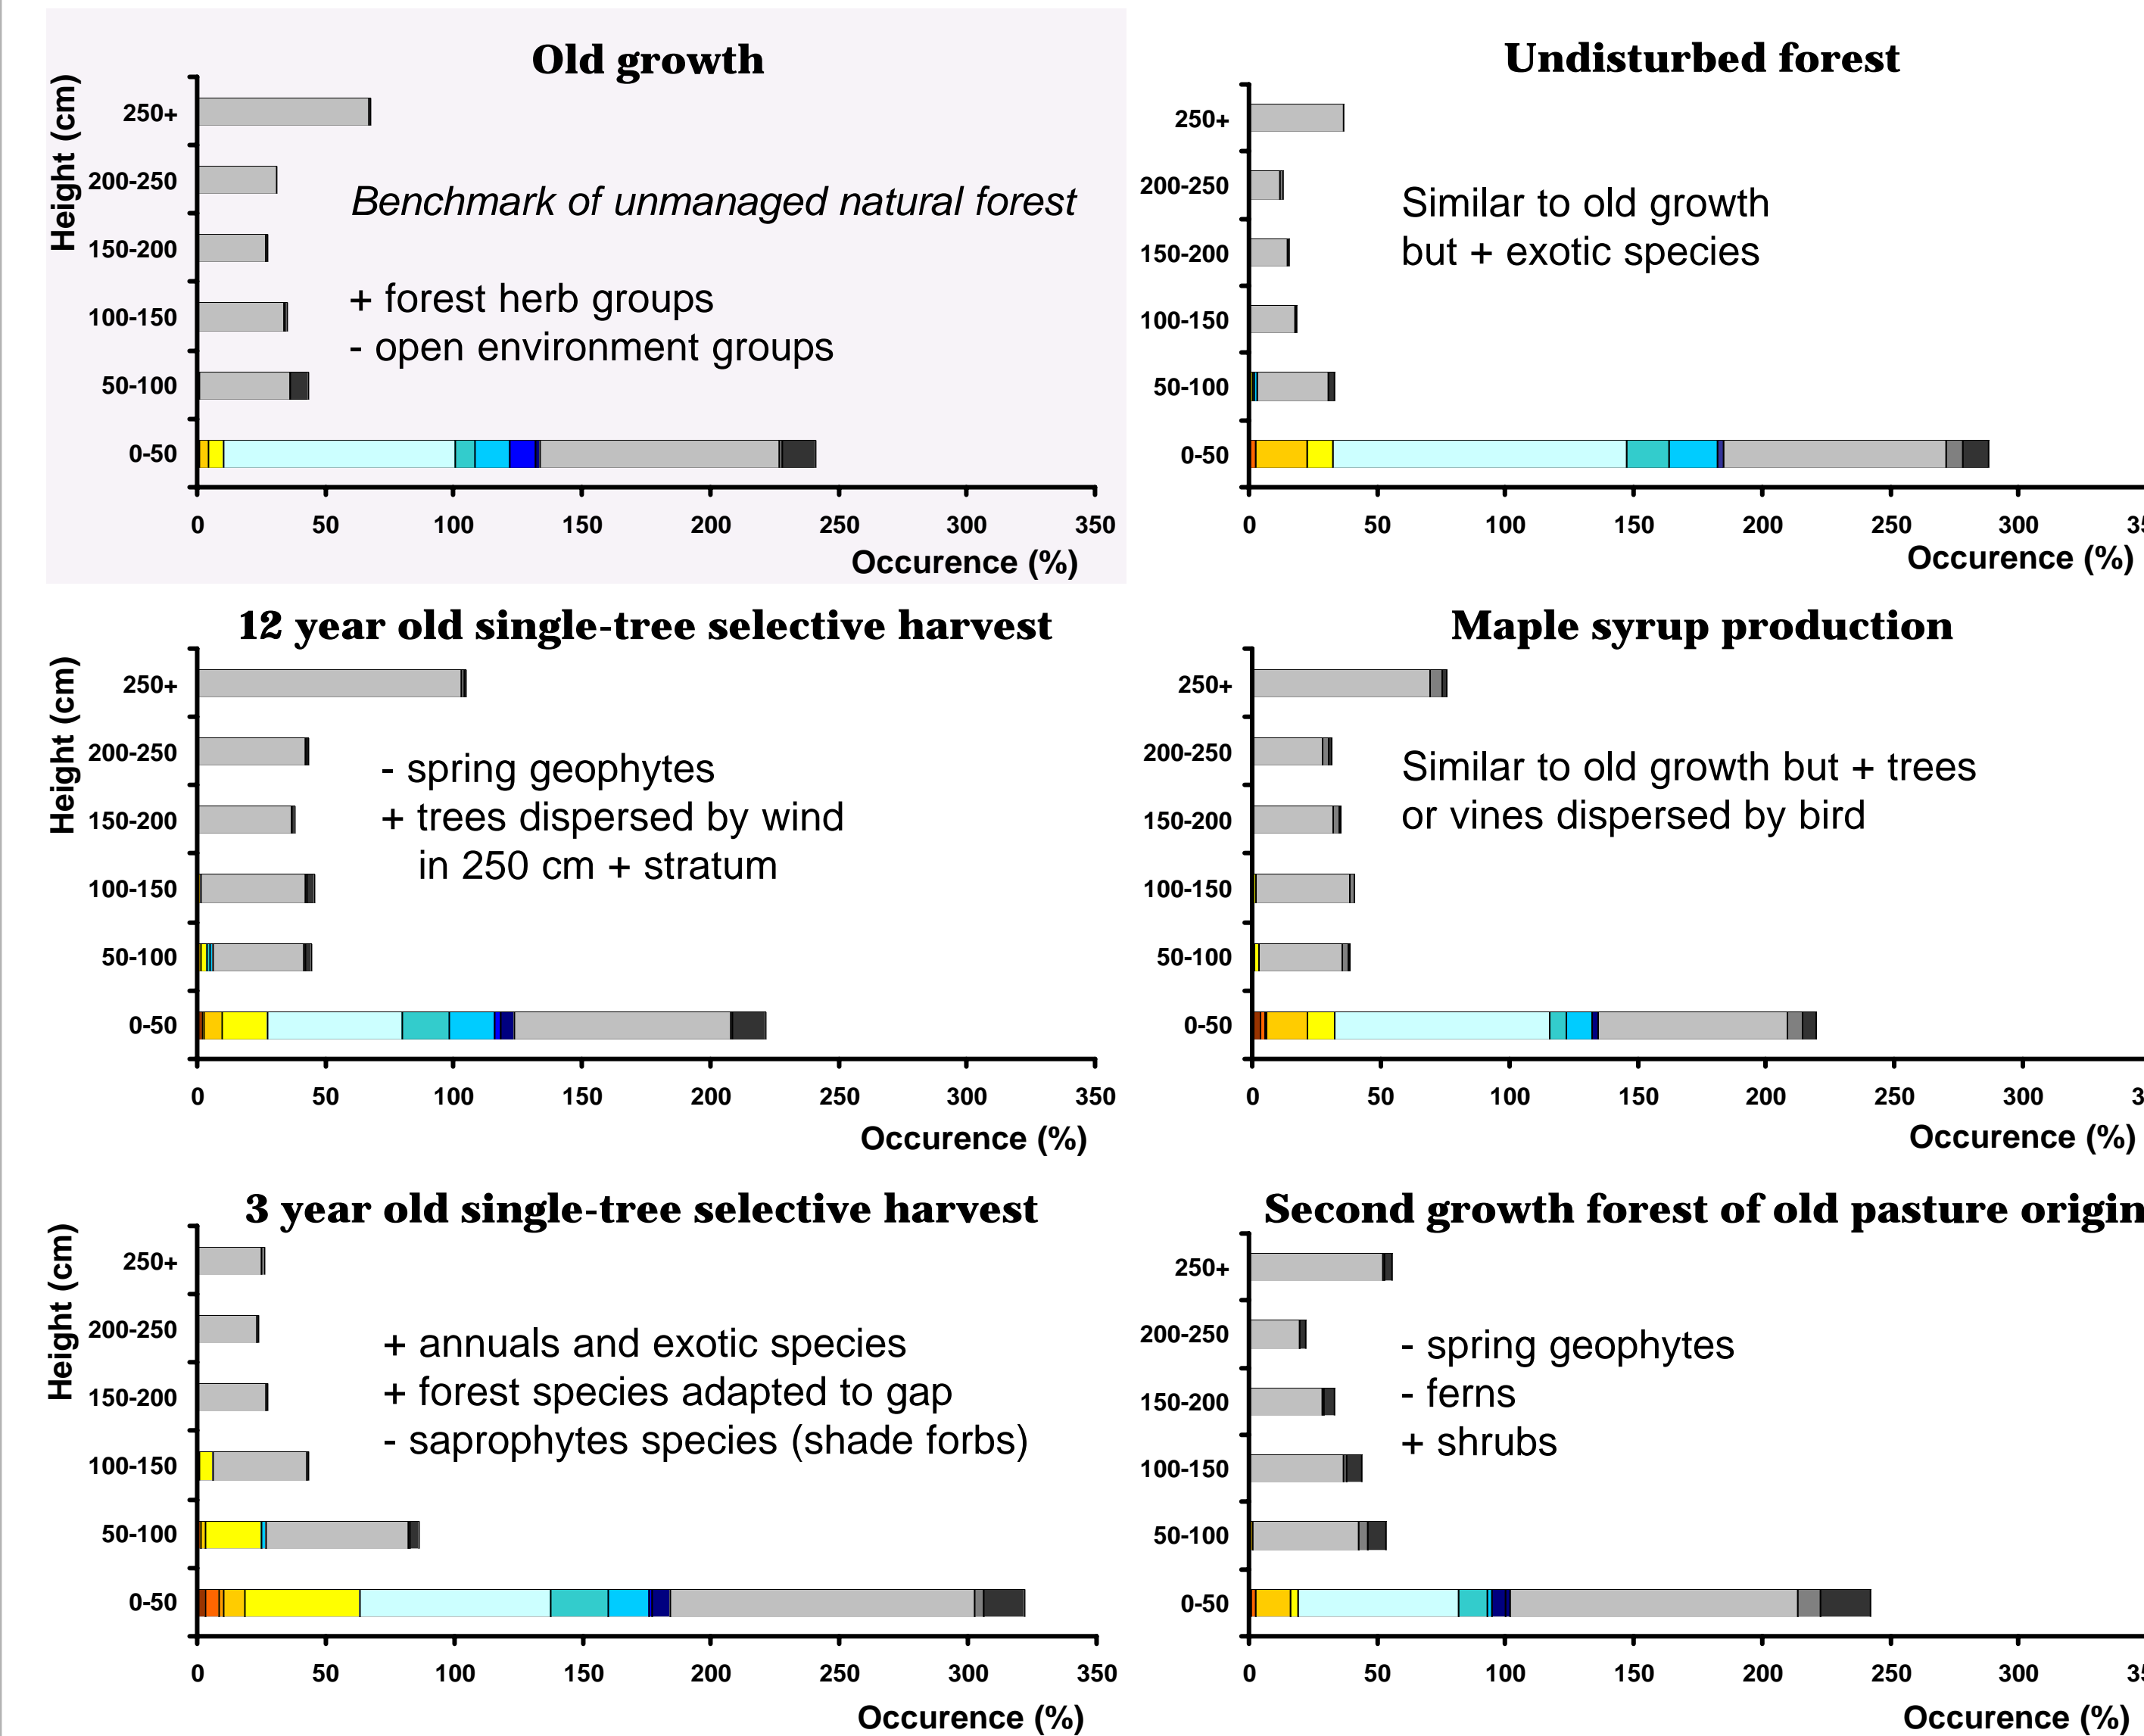 Old growth
Height (cm)
250+
200-250
150-200
100-150
50-100
0-50
Benchmark of unmanaged natural forest
+ forest herb groups
- open environment groups
0 50 100 150 200 250 300 350
Occurence (%)
Undisturbed forest
250+
200-250
150-200
100-150
50-100
0-50
Similar to old growth
but + exotic species
0 50 100 150 200 250 300
Occurence (%)
12 year old single-tree selective harvest
Height (cm)
250+
200-250
150-200
100-150
50-100
0-50
- spring geophytes
+ trees dispersed by wind
in 250 cm + stratum
0 50 100 150 200 250 300 350
Occurence (%)
Maple syrup production
250+
200-250
150-200
100-150
50-100
0-50
Similar to old growth but + trees
or vines dispersed by bird
0 50 100 150 200 250 300
Occurence (%)
3 year old single-tree selective harvest
Height (cm)
250+
200-250
150-200
100-150
50-100
0-50
+ annuals and exotic species
+ forest species adapted to gap
- saprophytes species (shade forbs)
0 50 100 150 200 250 300 350
Occurence (%)
Second growth forest of old pasture origin
250+
200-250
150-200
100-150
50-100
0-50
- spring geophytes
- ferns
+ shrubs
0 50 100 150 200 250 300
Occurence (%)